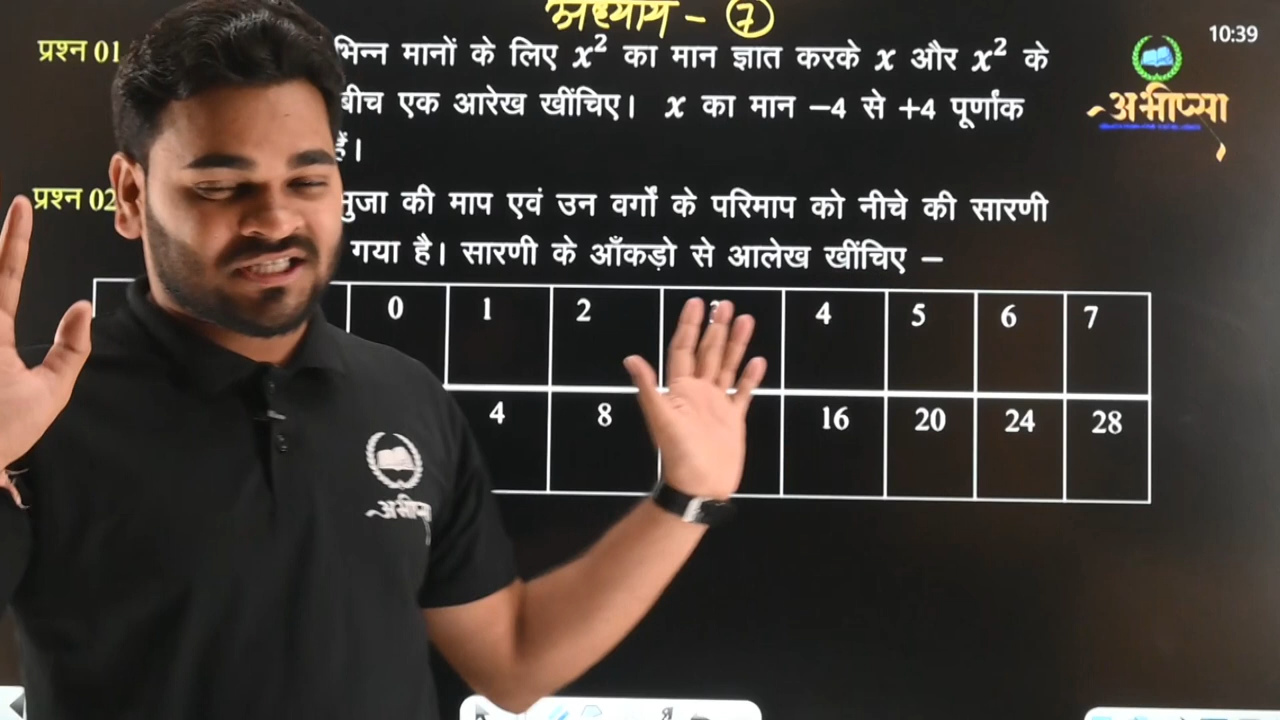 अध्याय - 7
10:39
प्रश्न 01
भिन्न मानों के लिए x² का मान ज्ञात करके x और x² के
बीच एक आरेख खींचिए। x का मान −4 से +4 पूर्णांक
हैं।
अभीप्सा
प्रश्न 02
भुजा की माप एवं उन वर्गों के परिमाप को नीचे की सारणी
गया है। सारणी के आँकड़ो से आलेख खींचिए −
0 1 2 3 4 5 6 7
4 8 16 20 24 28
अभीप्सा